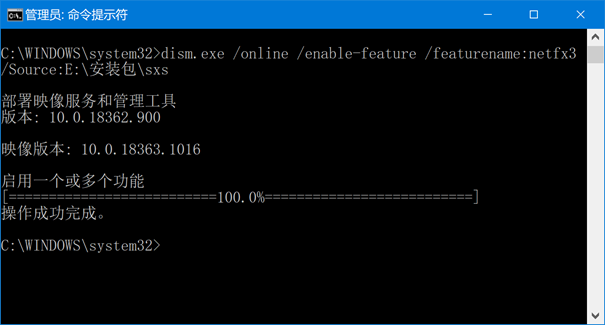 管理员: 命令提示符
C:\WINDOWS\system32>dism.exe /online /enable-feature /featurename:netfx3
/Source:E:\安装包\sxs
部署映像服务和管理工具
版本: 10.0.18362.900
映像版本: 10.0.18363.1016
启用一个或多个功能
[==========================100.0%==========================]
操作成功完成。
C:\WINDOWS\system32>